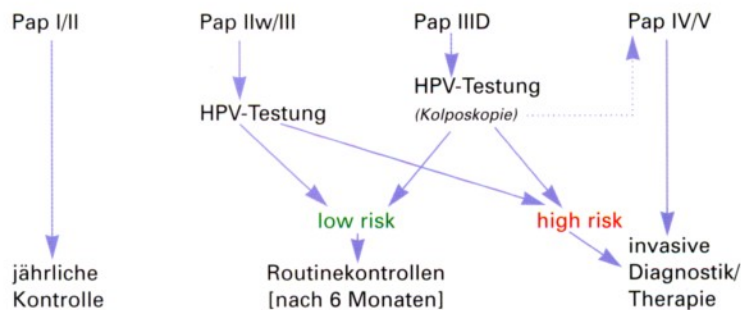 Pap I/II
Pap IIw/III
Pap IIID
Pap IV/V
HPV-Testung
HPV-Testung
(Kolposkopie)
low risk
high risk
jährliche
Kontrolle
Routinekontrollen
[nach 6 Monaten]
invasive
Diagnostik/
Therapie